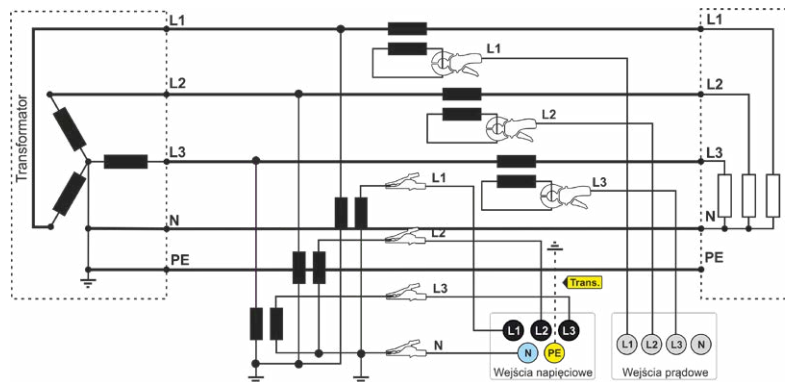 L1
L1
L1
L2
L2
L2
Transformator
L3
L3
L3
L1
N
N
L2
PE
PE
Trans.
L3
N
L1 L2 L3
N PE
Wejścia napięciowe
L1 L2 L3 N
Wejścia prądowe